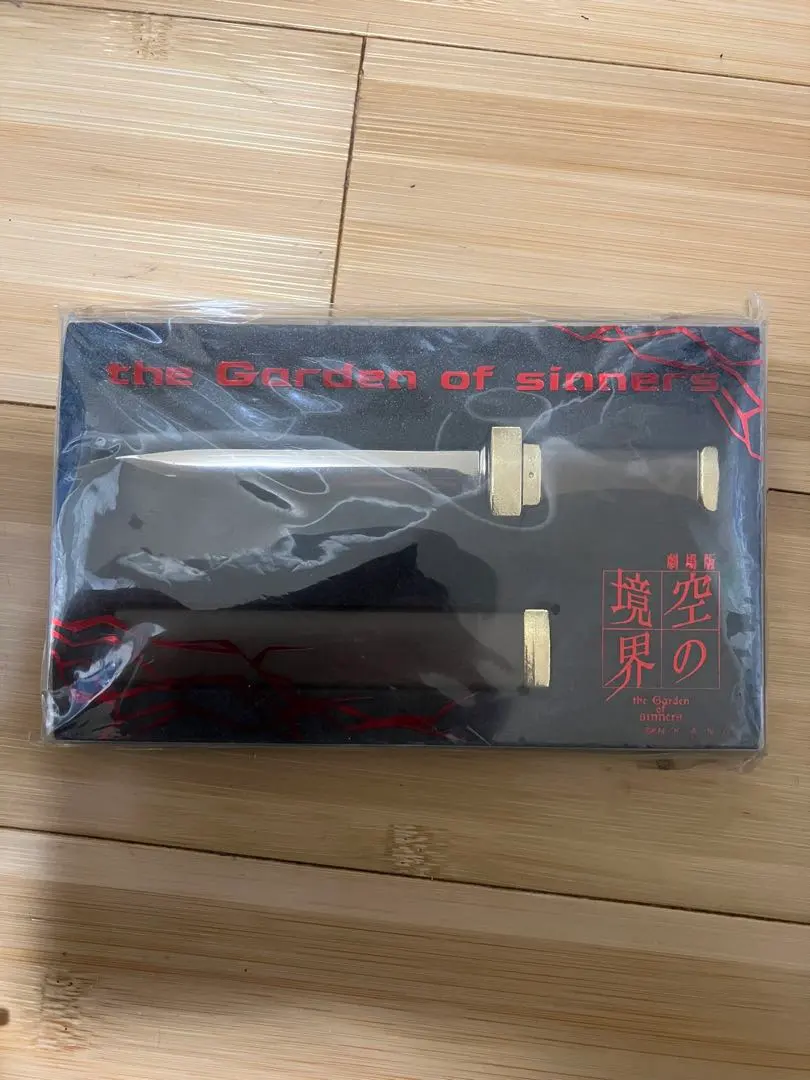 the Garden of sinners
劇場版
空の
境界
the Garden
of
sinners